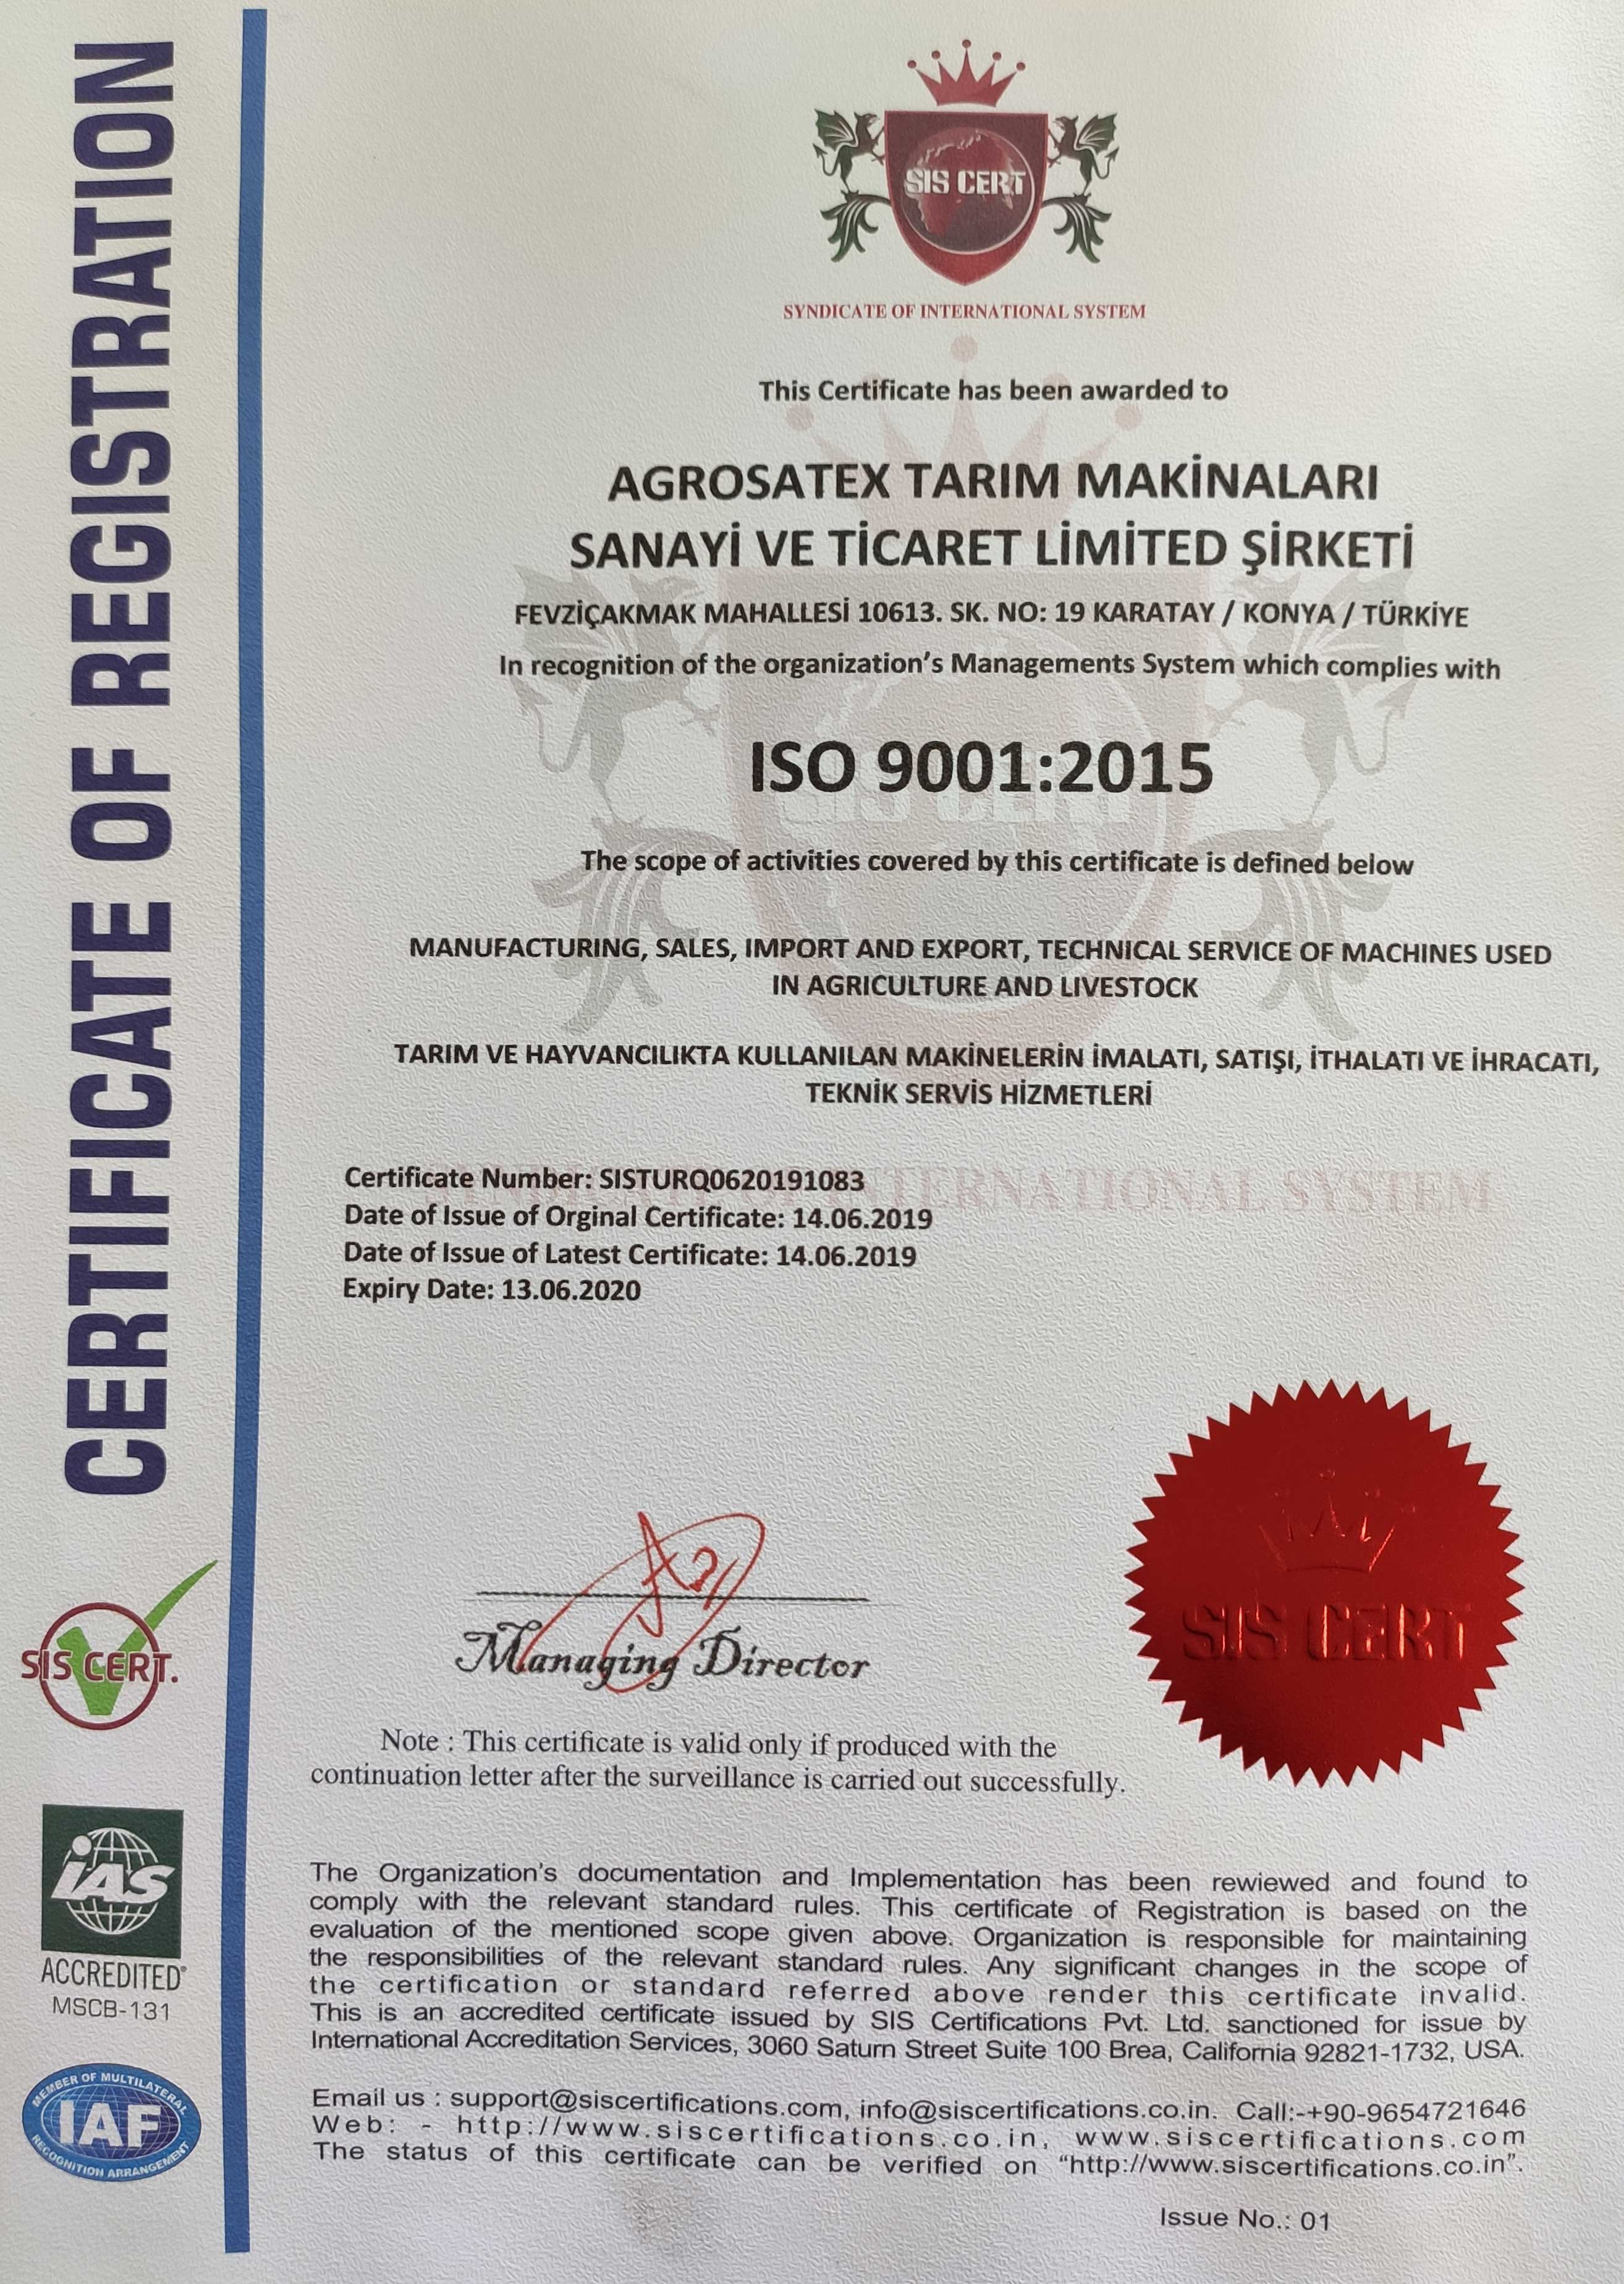 CERTIFICATE OF REGISTRATION
SIS CERT
SYNDICATE OF INTERNATIONAL SYSTEM
This Certificate has been awarded to
AGROSATEX TARIM MAKİNALARI
SANAYİ VE TİCARET LİMİTED ŞİRKETİ
FEVZİÇAKMAK MAHALLESİ 10613. SK. NO: 19 KARATAY / KONYA / TÜRKİYE
In recognition of the organization's Managements System which complies with
ISO 9001:2015
SIS CERT
The scope of activities covered by this certificate is defined below
MANUFACTURING, SALES, IMPORT AND EXPORT, TECHNICAL SERVICE OF MACHINES USED
IN AGRICULTURE AND LIVESTOCK
TARIM VE HAYVANCILIKTA KULLANILAN MAKİNELERİN İMALATI, SATIŞI, İTHALATI VE İHRACATI,
TEKNİK SERVİS HİZMETLERİ
SYNDICATE OF INTERNATIONAL SYSTEM
Certificate Number: SISTURQ0620191083
Date of Issue of Orginal Certificate: 14.06.2019
Date of Issue of Latest Certificate: 14.06.2019
Expiry Date: 13.06.2020
SIS CERT
Managing Director
SIS CERT.
Note : This certificate is valid only if produced with the
continuation letter after the surveillance is carried out successfully.
IAS
ACCREDITED®
MSCB-131
The Organization's documentation and Implementation has been rewiewed and found to
comply with the relevant standard rules. This certificate of Registration is based on the
evaluation of the mentioned scope given above. Organization is responsible for maintaining
the responsibilities of the relevant standard rules. Any significant changes in the scope of
the certification or standard referred above render this certificate invalid.
This is an accredited certificate issued by SIS Certifications Pvt. Ltd. sanctioned for issue by
International Accreditation Services, 3060 Saturn Street Suite 100 Brea, California 92821-1732, USA.
MEMBER OF MULTILATERAL
IAF
RECOGNITION ARRANGEMENT
Email us : support@siscertifications.com, info@siscertifications.co.in. Call:-+90-9654721646
Web: - http://www.siscertifications.co.in, www.siscertifications.com
The status of this certificate can be verified on “http://www.siscertifications.co.in”.
Issue No.: 01